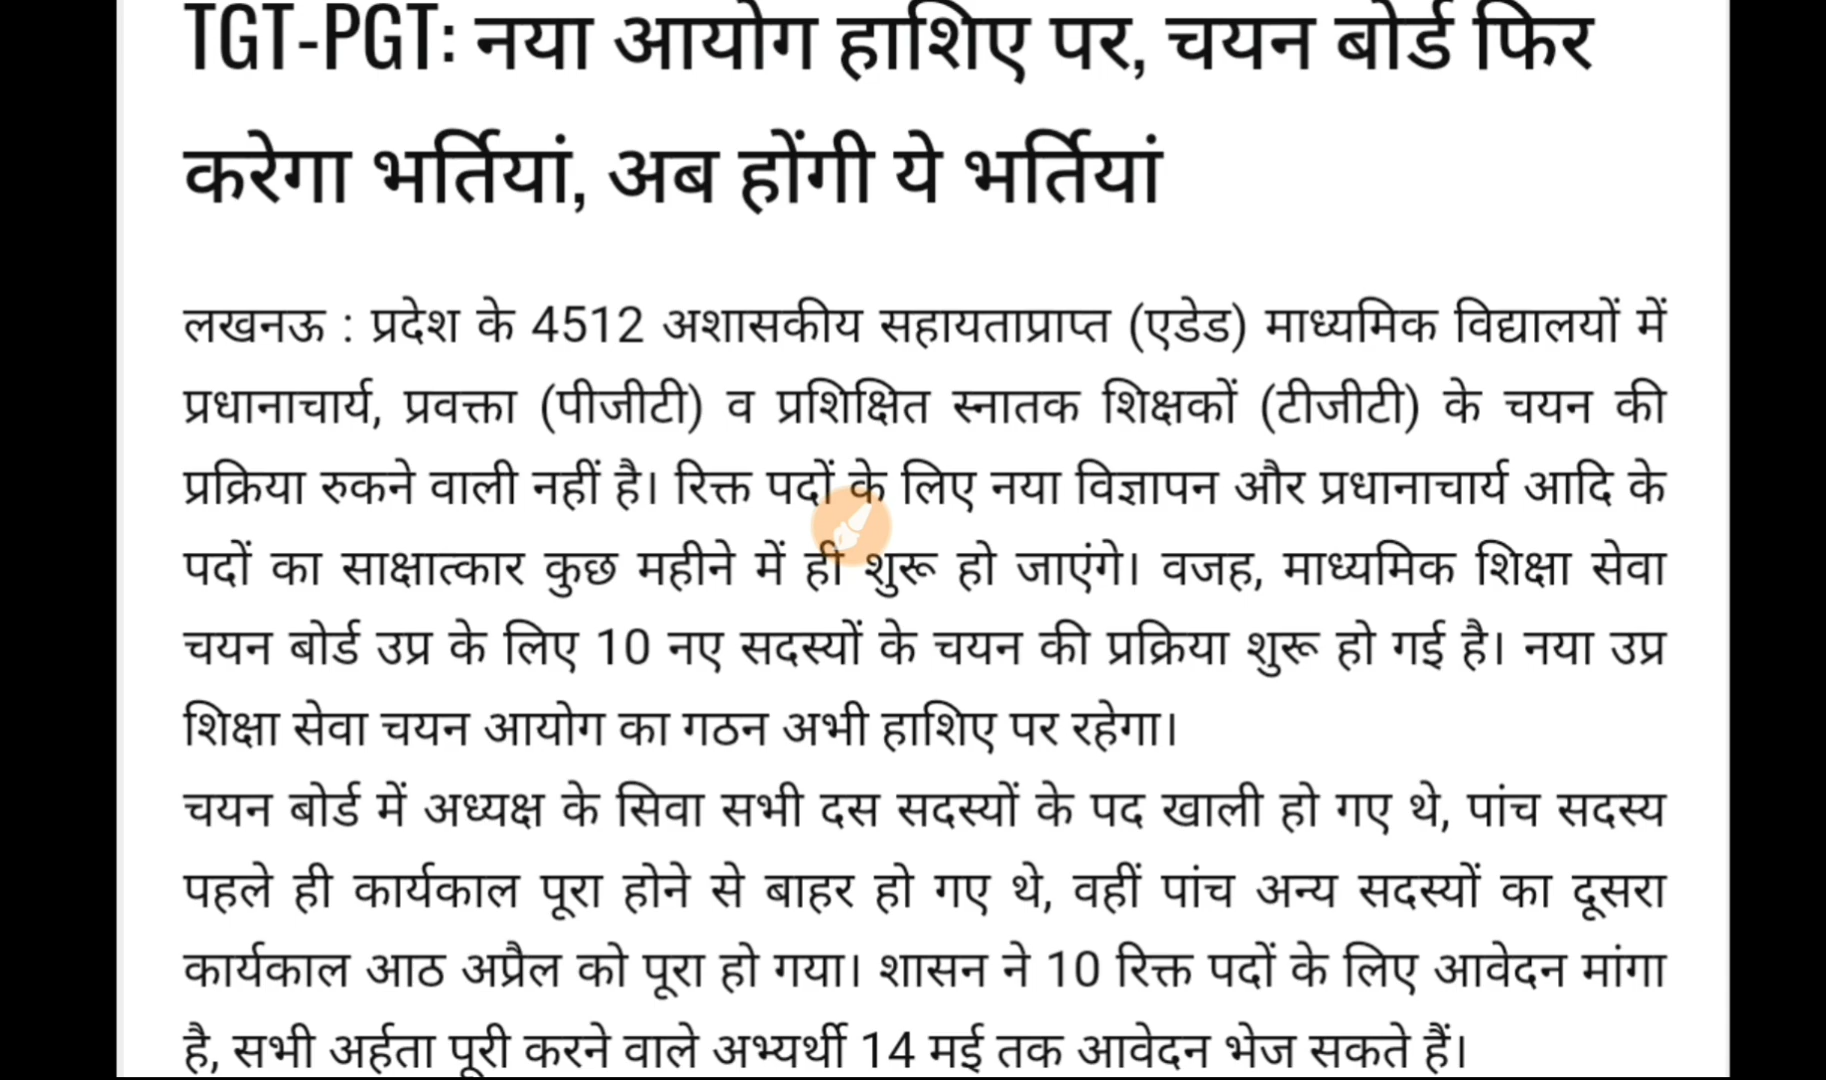 TGT-PGT: नया आयोग हाशिए पर, चयन बोर्ड फिर
करेगा भर्तियां, अब होंगी ये भर्तियां
लखनऊ : प्रदेश के 4512 अशासकीय सहायताप्राप्त (एडेड) माध्यमिक विद्यालयों में
प्रधानाचार्य, प्रवक्ता (पीजीटी) व प्रशिक्षित स्नातक शिक्षकों (टीजीटी) के चयन की
प्रक्रिया रुकने वाली नहीं है। रिक्त पदों के लिए नया विज्ञापन और प्रधानाचार्य आदि के
पदों का साक्षात्कार कुछ महीने में ही शुरू हो जाएंगे। वजह, माध्यमिक शिक्षा सेवा
चयन बोर्ड उप्र के लिए 10 नए सदस्यों के चयन की प्रक्रिया शुरू हो गई है। नया उप्र
शिक्षा सेवा चयन आयोग का गठन अभी हाशिए पर रहेगा।
चयन बोर्ड में अध्यक्ष के सिवा सभी दस सदस्यों के पद खाली हो गए थे, पांच सदस्य
पहले ही कार्यकाल पूरा होने से बाहर हो गए थे, वहीं पांच अन्य सदस्यों का दूसरा
कार्यकाल आठ अप्रैल को पूरा हो गया। शासन ने 10 रिक्त पदों के लिए आवेदन मांगा
है, सभी अर्हता पूरी करने वाले अभ्यर्थी 14 मई तक आवेदन भेज सकते हैं।